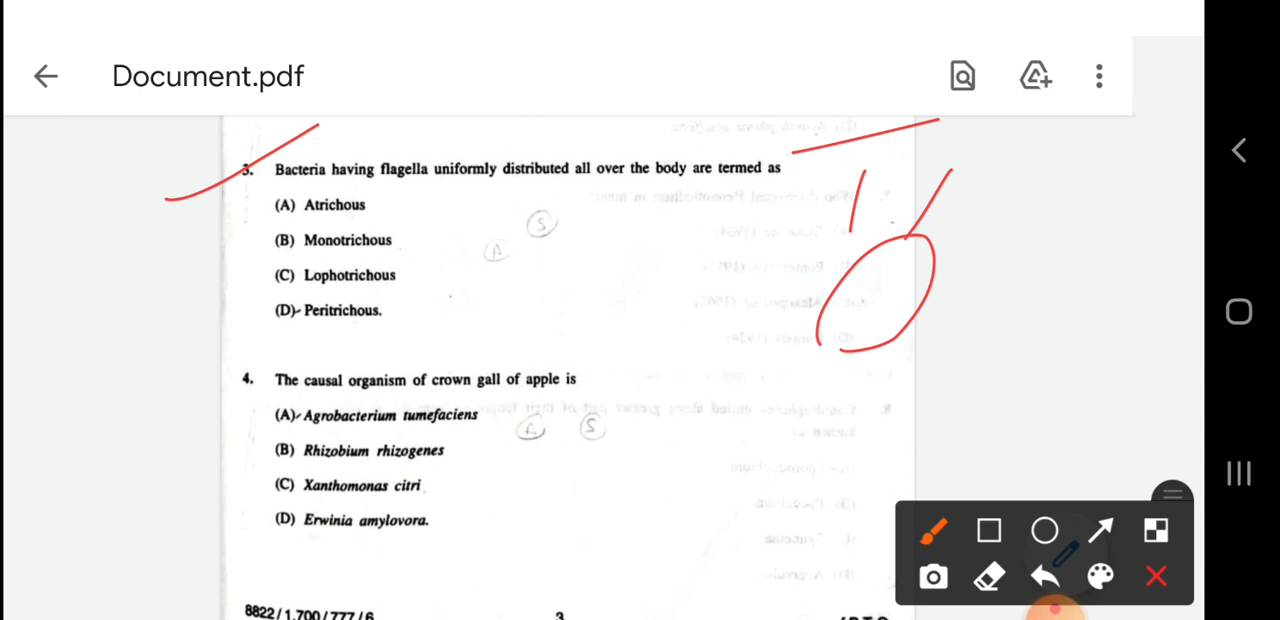 Document.pdf
3. Bacteria having flagella uniformly distributed all over the body are termed as
(A) Atrichous
(B) Monotrichous
(C) Lophotrichous
(D) Peritrichous.
S
A
4. The causal organism of crown gall of apple is
(A) Agrobacterium tumefaciens
(B) Rhizobium rhizogenes
(C) Xanthomonas citri
(D) Erwinia amylovora.
A S
8822/1,700/777/6 3